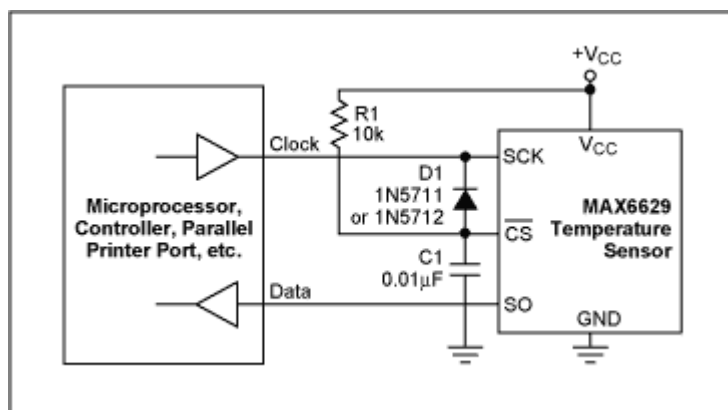 +VCC
R1
10k
Clock
SCK
VCC
D1
1N5711
or 1N5712
Microprocessor,
Controller, Parallel
Printer Port, etc.
MAX6629
Temperature
Sensor
CS
C1
0.01µF
Data
SO
GND